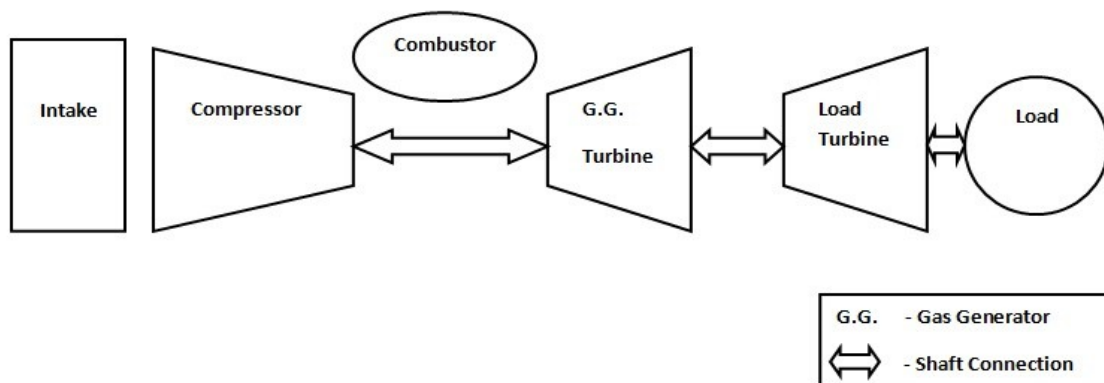 Combustor
Intake
Compressor
G.G.
Turbine
Load
Turbine
Load
G.G. - Gas Generator
- Shaft Connection